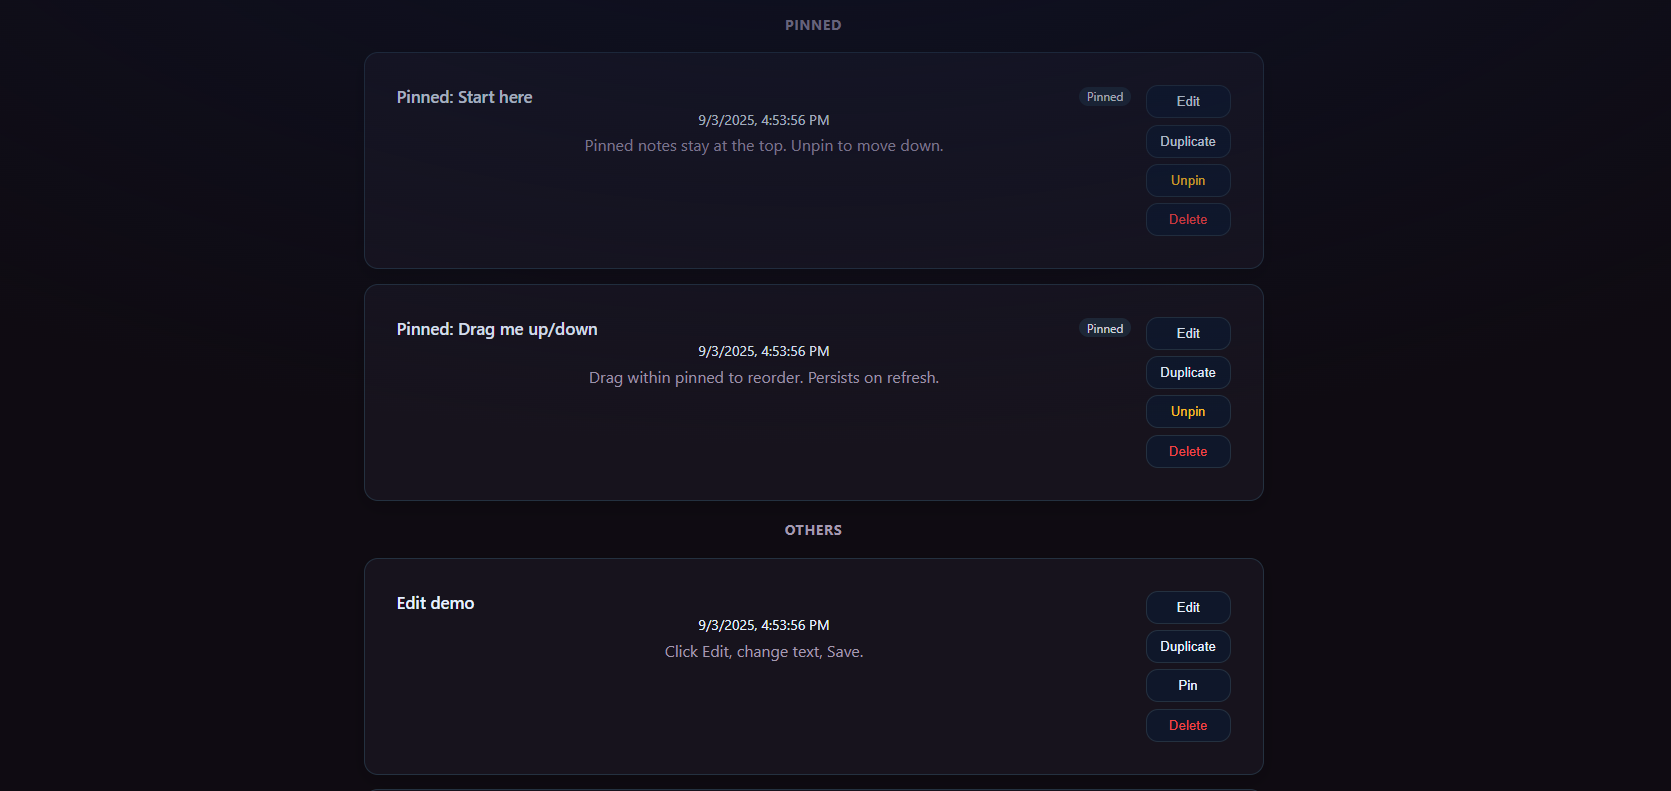 PINNED
Pinned: Start here
Pinned
9/3/2025, 4:53:56 PM
Pinned notes stay at the top. Unpin to move down.
Edit
Duplicate
Unpin
Delete
Pinned: Drag me up/down
Pinned
9/3/2025, 4:53:56 PM
Drag within pinned to reorder. Persists on refresh.
Edit
Duplicate
Unpin
Delete
OTHERS
Edit demo
9/3/2025, 4:53:56 PM
Click Edit, change text, Save.
Edit
Duplicate
Pin
Delete